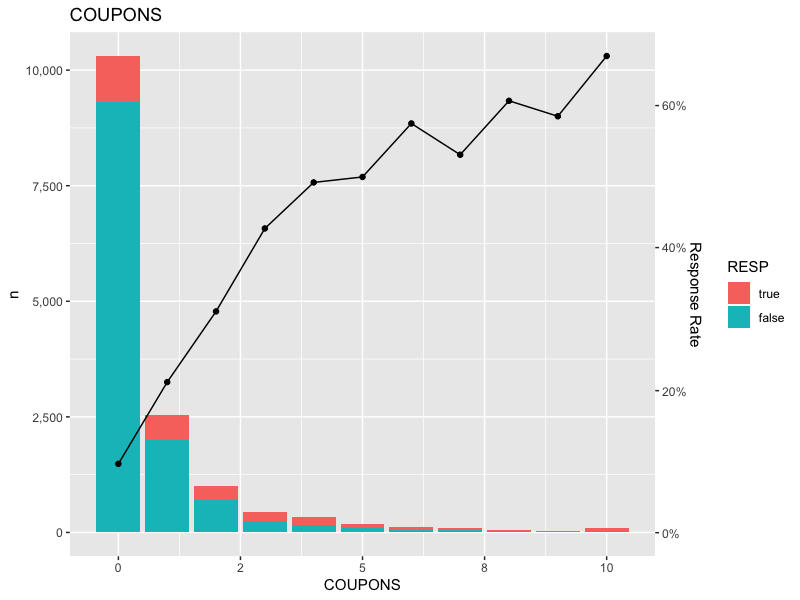 COUPONS
10,000
7,500
5,000
2,500
0
n
60%
40%
20%
0%
Response Rate
0
2
5
8
10
COUPONS
RESP
true
false